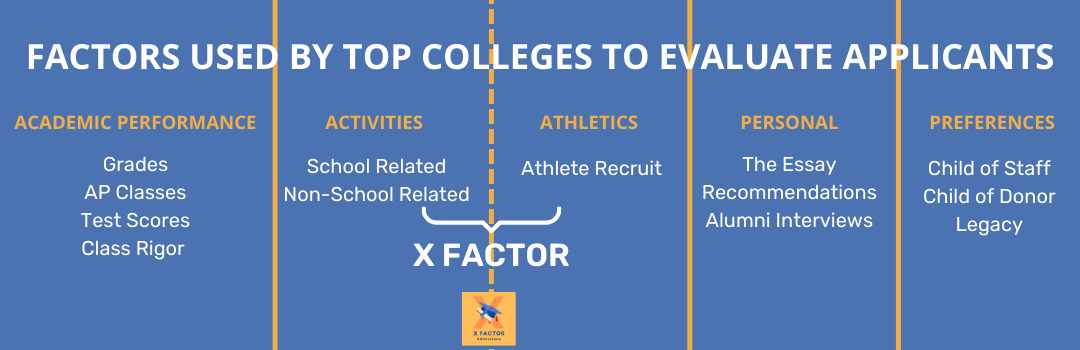 FACTORS USED BY TOP COLLEGES TO EVALUATE APPLICANTS
ACADEMIC PERFORMANCE
Grades
AP Classes
Test Scores
Class Rigor
ACTIVITIES
School Related
Non-School Related
ATHLETICS
Athlete Recruit
X FACTOR
X FACTOR
Admissions
PERSONAL
The Essay
Recommendations
Alumni Interviews
PREFERENCES
Child of Staff
Child of Donor
Legacy